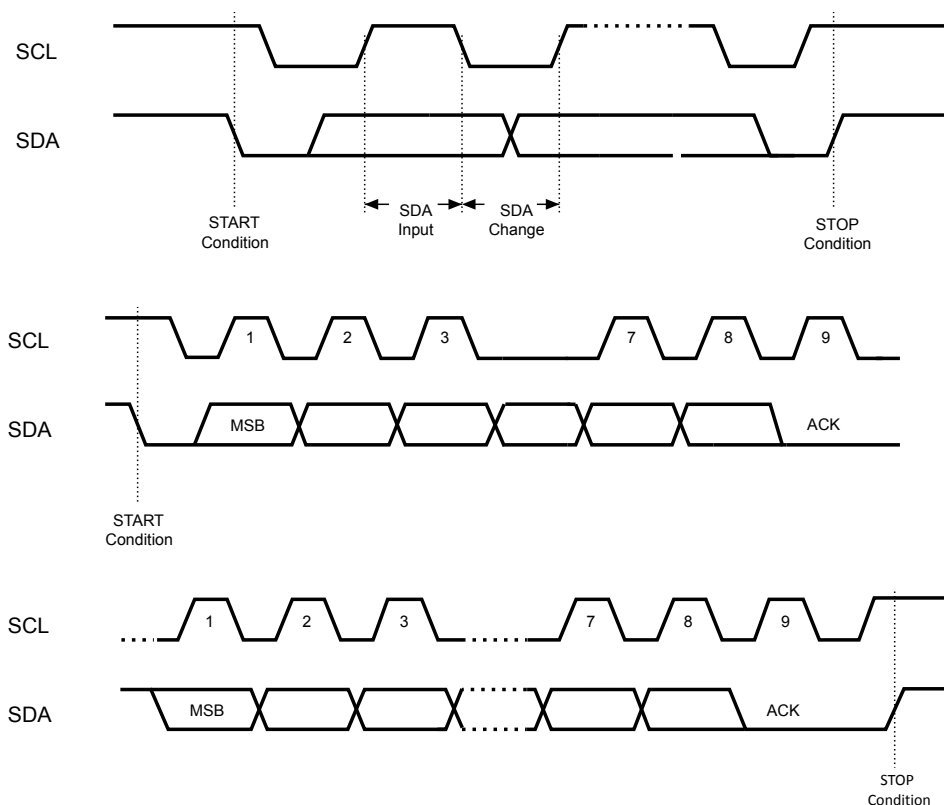 SCL
SDA
SDA
Input
SDA
Change
START
Condition
STOP
Condition
SCL
1 2 3 7 8 9
SDA
MSB ACK
START
Condition
SCL
1 2 3 7 8 9
SDA
MSB ACK
STOP
Condition